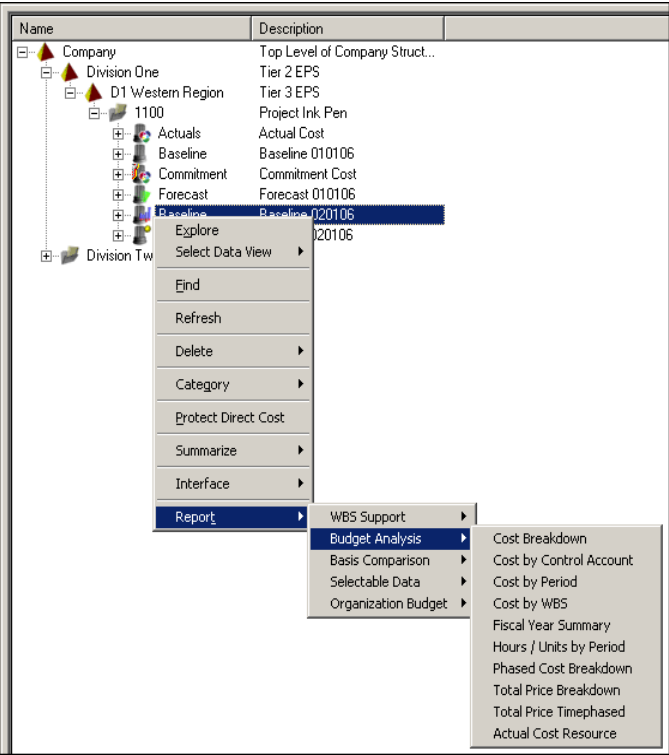 Name Description
Company Top Level of Company Struct...
Division One Tier 2 EPS
D1 Western Region Tier 3 EPS
1100 Project Ink Pen
Actuals Actual Cost
Baseline Baseline 010106
Commitment Commitment Cost
Forecast Forecast 010106
Baseline Baseline 020106
020106
Division Tw
Explore
Select Data View
Find
Refresh
Delete
Category
Protect Direct Cost
Summarize
Interface
Report
WBS Support
Budget Analysis
Basis Comparison
Selectable Data
Organization Budget
Cost Breakdown
Cost by Control Account
Cost by Period
Cost by WBS
Fiscal Year Summary
Hours / Units by Period
Phased Cost Breakdown
Total Price Breakdown
Total Price Timephased
Actual Cost Resource